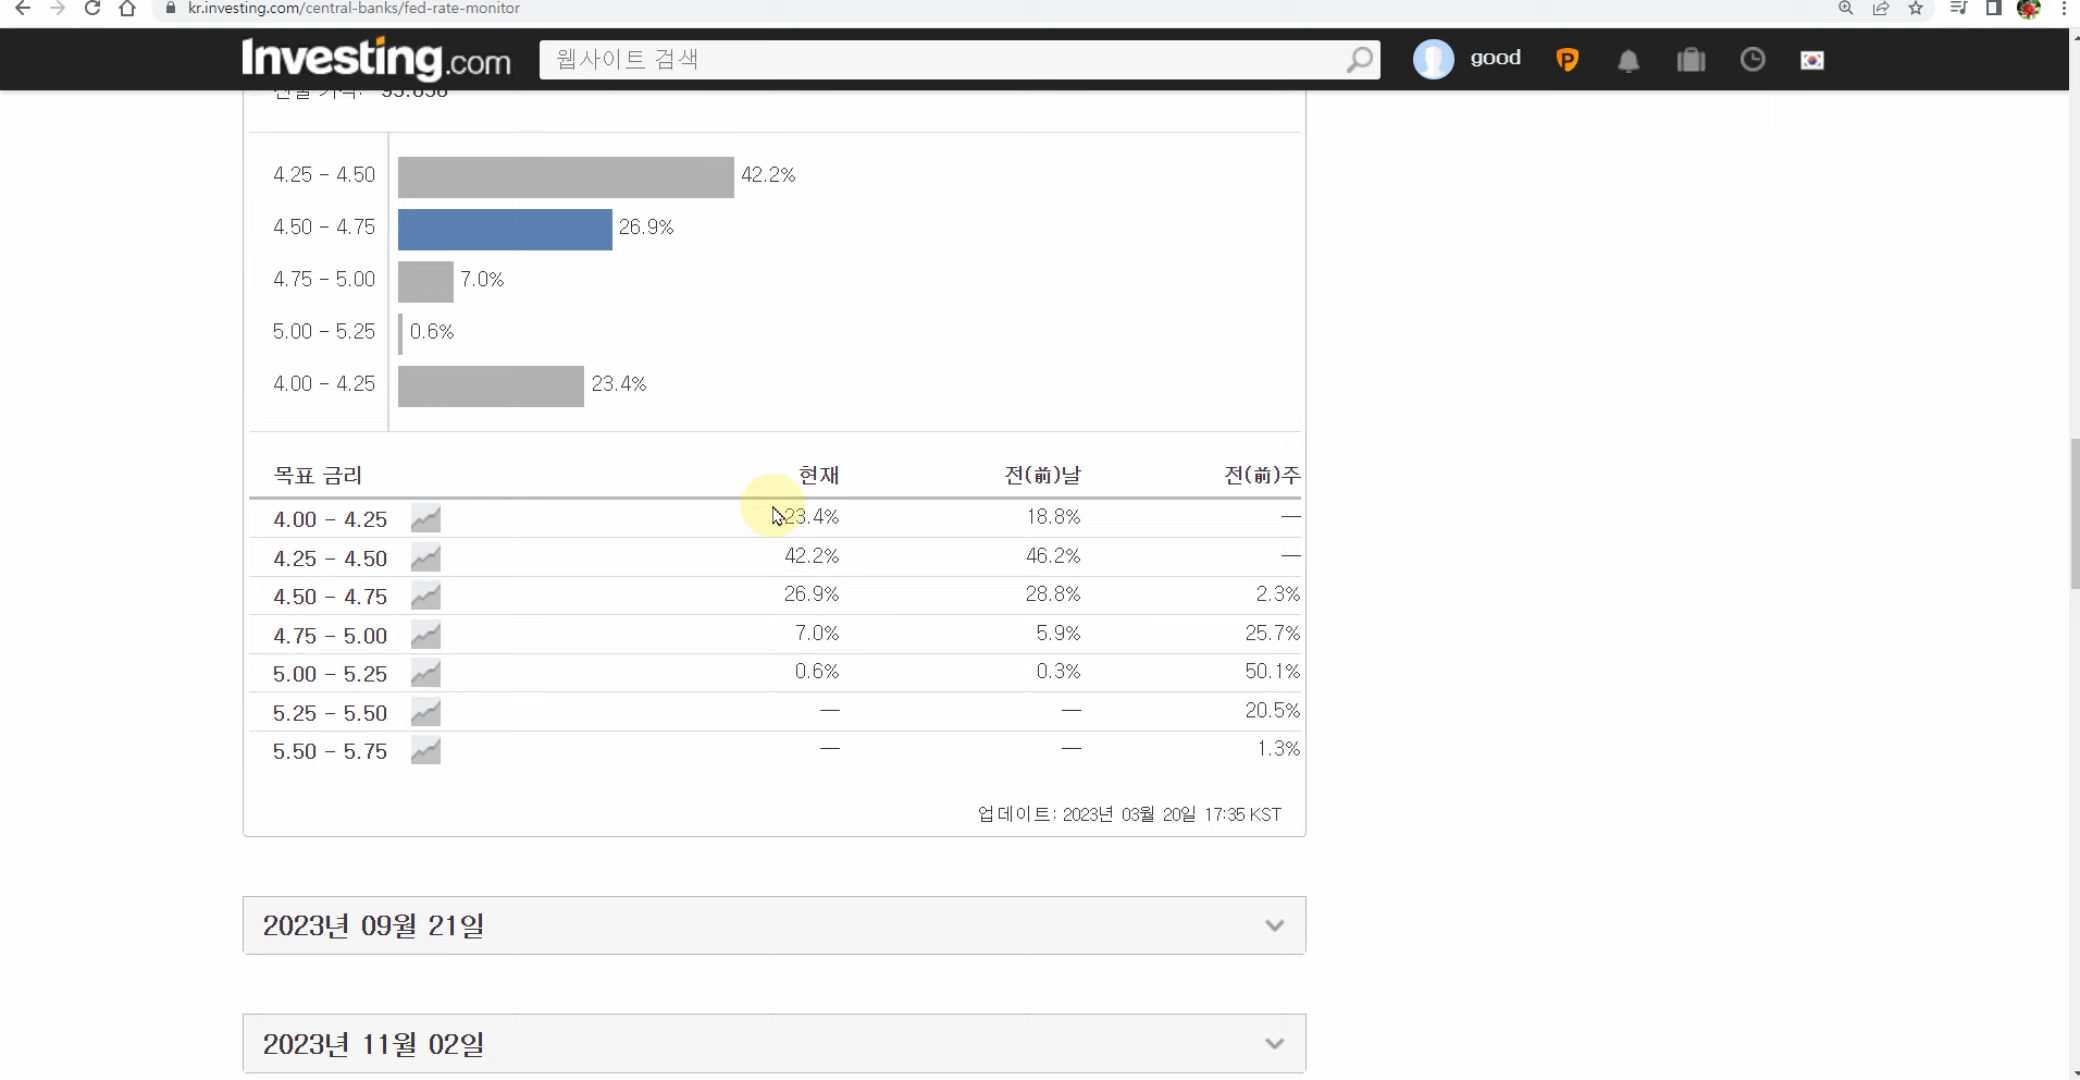 kr.investing.com/central-banks/fed-rate-monitor
Investing.com
웹사이트 검색
good
4.25 - 4.50 42.2%
4.50 - 4.75 26.9%
4.75 - 5.00 7.0%
5.00 - 5.25 0.6%
4.00 - 4.25 23.4%
목표 금리 현재 전(前)날 전(前)주
4.00 - 4.25 23.4% 18.8% —
4.25 - 4.50 42.2% 46.2% —
4.50 - 4.75 26.9% 28.8% 2.3%
4.75 - 5.00 7.0% 5.9% 25.7%
5.00 - 5.25 0.6% 0.3% 50.1%
5.25 - 5.50 — — 20.5%
5.50 - 5.75 — — 1.3%
업데이트: 2023년 03월 20일 17:35 KST
2023년 09월 21일
2023년 11월 02일